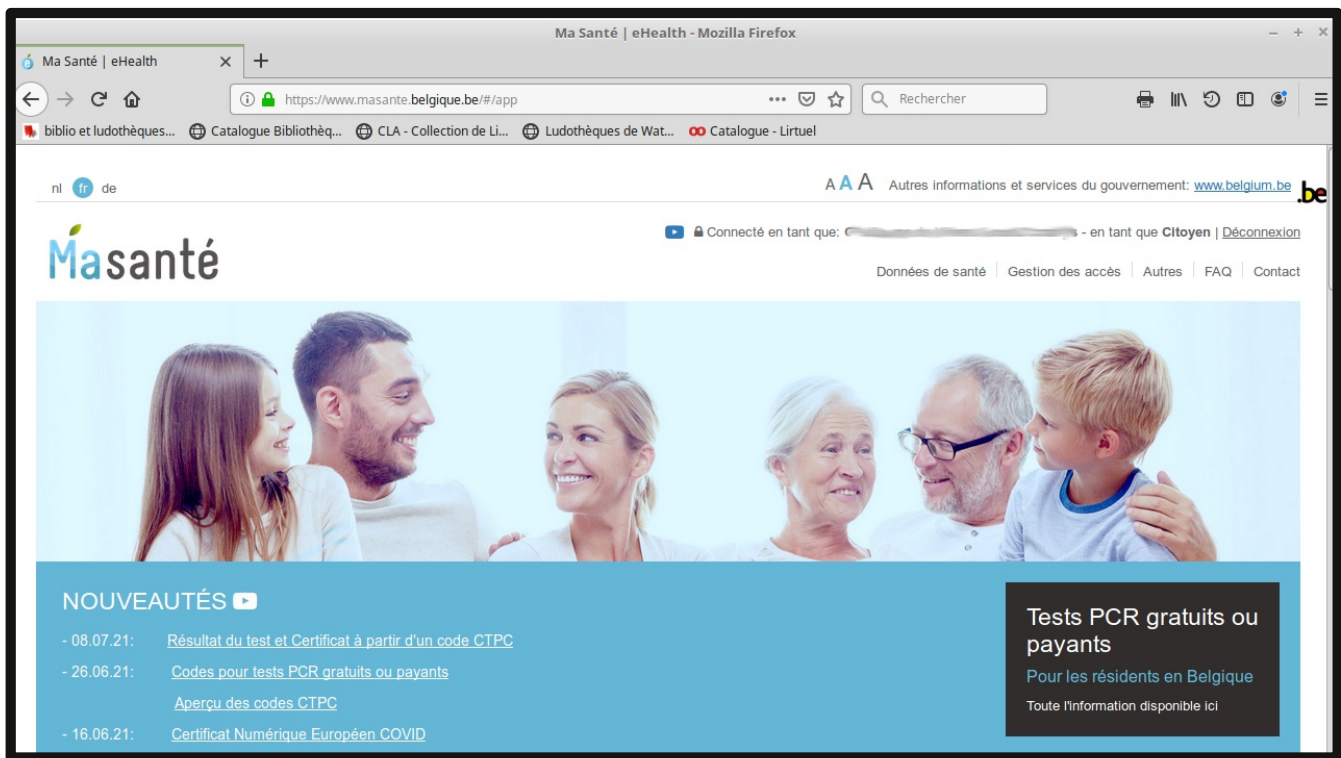 Ma Santé | eHealth - Mozilla Firefox
Ma Santé | eHealth
https://www.masante.belgique.be/#/app
Rechercher
biblio et ludothèques... Catalogue Bibliothèq... CLA - Collection de Li... Ludothèques de Wat... Catalogue - Lirtuel
nl fr de
A A A Autres informations et services du gouvernement: www.belgium.be .be
Connecté en tant que: - en tant que Citoyen | Déconnexion
Masanté
Données de santé | Gestion des accès | Autres | FAQ | Contact
NOUVEAUTÉS
- 08.07.21: Résultat du test et Certificat à partir d'un code CTPC
- 26.06.21: Codes pour tests PCR gratuits ou payants
Aperçu des codes CTPC
- 16.06.21: Certificat Numérique Européen COVID
Tests PCR gratuits ou
payants
Pour les résidents en Belgique
Toute l'information disponible ici